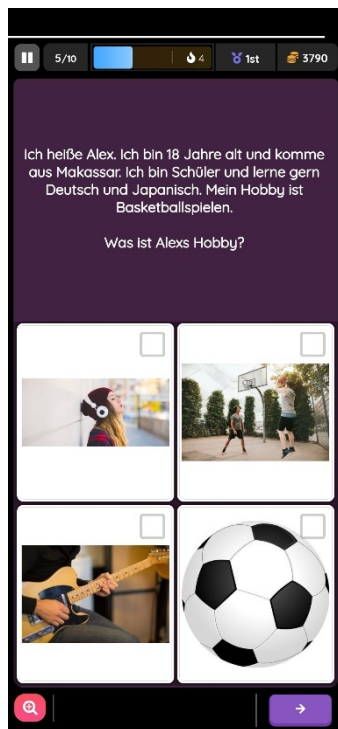 5/10
4
1st
3790
Ich heiße Alex. Ich bin 18 Jahre alt und komme
aus Makassar. Ich bin Schüler und lerne gern
Deutsch und Japanisch. Mein Hobby ist
Basketballspielen.
Was ist Alexs Hobby?